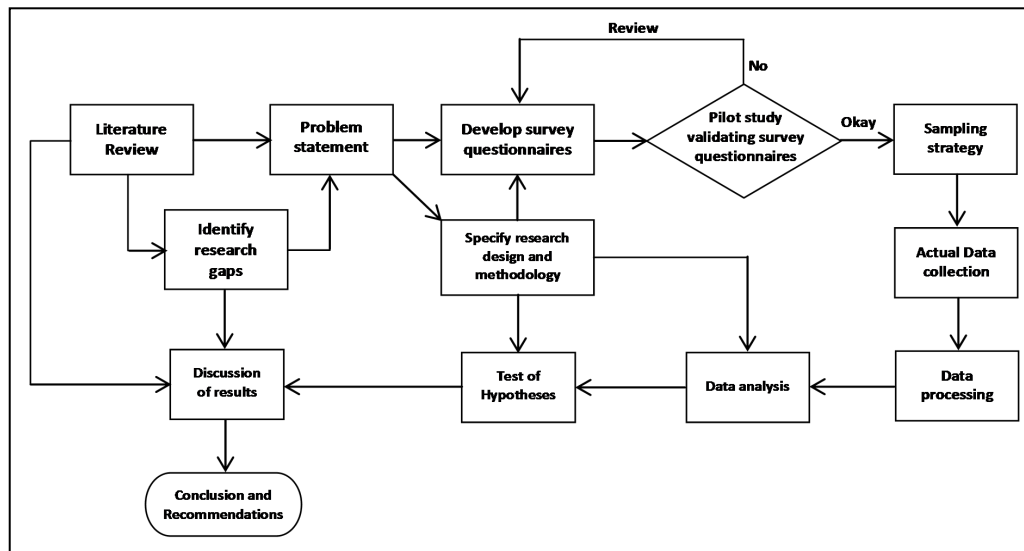 Review
No
Literature
Review
Problem
statement
Develop survey
questionnaires
Pilot study
validating survey
questionnaires
Okay
Sampling
strategy
Identify
research
gaps
Specify research
design and
methodology
Actual Data
collection
Discussion
of results
Test of
Hypotheses
Data analysis
Data
processing
Conclusion and
Recommendations